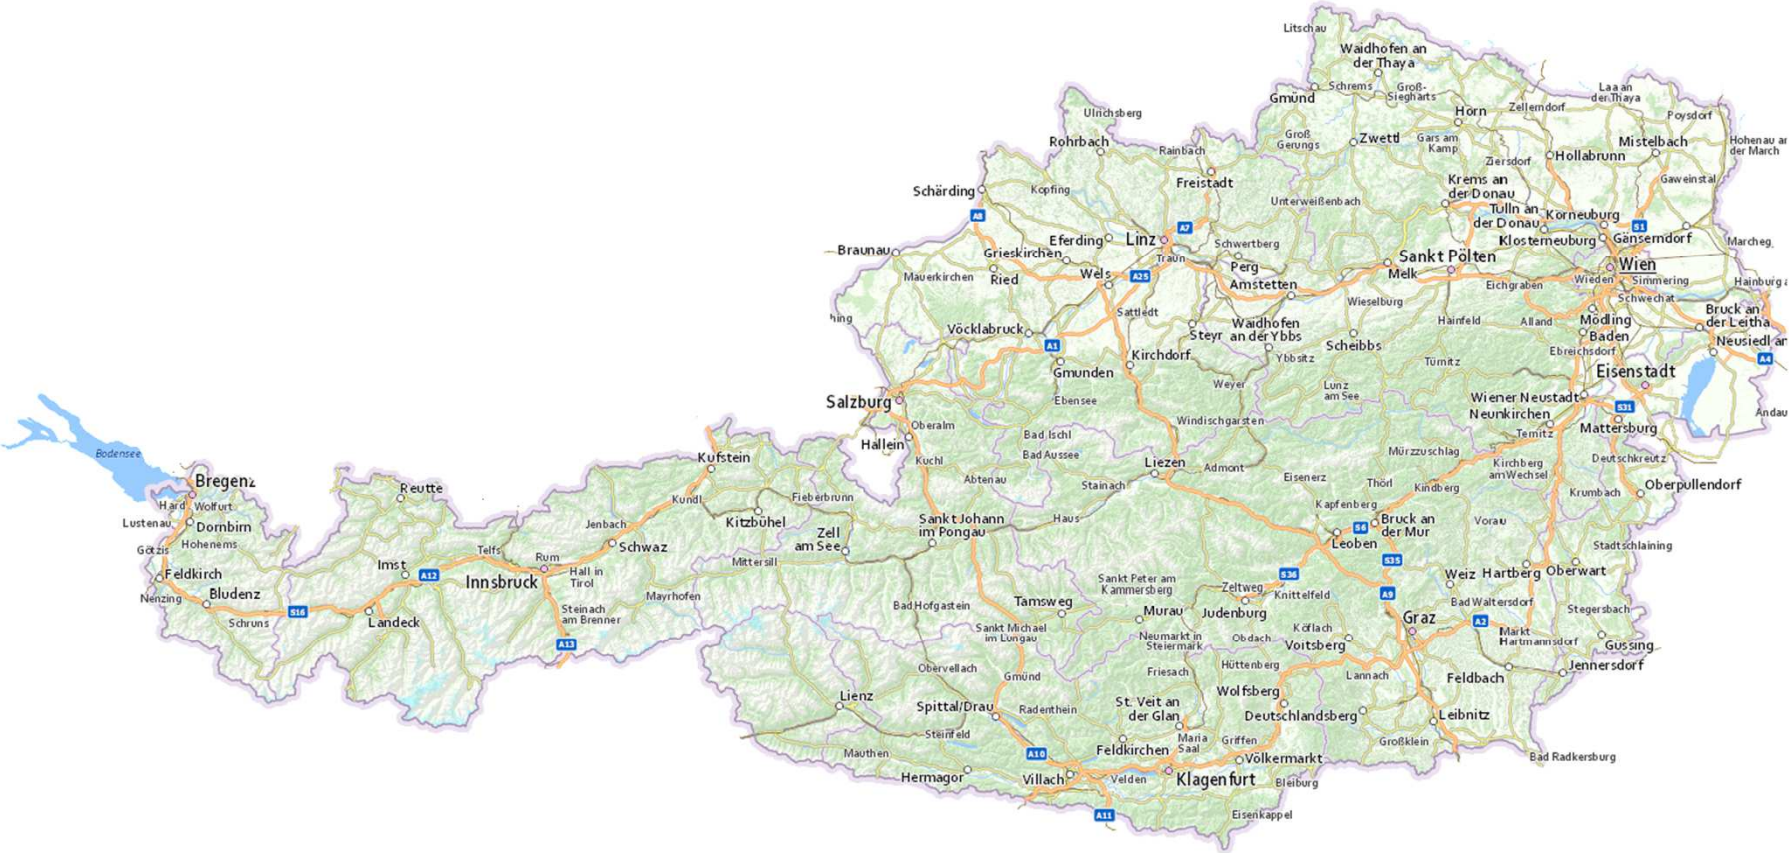 Litschau
Waidhofen an
der Thaya
Schrems
Groß-
Siegharts
Gmünd
Laa an
der Thaya
Zellerndorf
Poysdorf
Horn
Ulrichsberg
Rohrbach
Rainbach
Groß
Gerungs
Zwettl
Gars am
Kamp
Ziersdorf
Hollabrunn
Mistelbach
Hohenau an
der March
Schärding
Kopfing
Freistadt
Unterweißenbach
Krems an
der Donau
Gaweinstal
Tulln an
der Donau
Korneuburg
A8
A7
S1
Braunau
Eferding
Linz
Grieskirchen
Traun
Schwertberg
Klosterneuburg
Gänserndorf
Marcheg
Mauerkirchen
Ried
Wels
A25
Perg
Amstetten
Melk
Sankt Pölten
Eichgraben
Wien
Wieden
Simmering
Hainburg a
Schwechat
Wieselburg
hing
Vöcklabruck
Sattledt
Steyr
Waidhofen
an der Ybbs
Scheibbs
Hainfeld
Alland
Mödling
Baden
Bruck an
der Leitha
A1
Gmunden
Kirchdorf
Ybbsitz
Türnitz
Ebreichsdorf
Neusiedl am
A4
Eisenstadt
Salzburg
Ebensee
Weyer
Lunz
am See
Wiener Neustadt
Neunkirchen
S31
Andau
Oberalm
Hallein
Bad Ischl
Windischgarsten
Ternitz
Mattersburg
Bodensee
Kufstein
Kuchl
Bad Aussee
Liezen
Admont
Mürzzuschlag
Kirchberg
am Wechsel
Deutschkreutz
Bregenz
Reutte
Kundl
Fieberbrunn
Abtenau
Stainach
Eisenerz
Thörl
Kindberg
Krumbach
Oberpullendorf
Hard
Wolfurt
Lustenau
Dornbirn
Jenbach
Kitzbühel
Zell
am See
Sankt Johann
im Pongau
Haus
Kapfenberg
S6
Bruck an
der Mur
Vorau
Hohenems
Götzis
Telfs
Rum
Schwaz
Leoben
Stadtschlaining
Feldkirch
Imst
A12
Innsbruck
Hall in
Tirol
Mittersill
S35
S36
Weiz
Hartberg
Oberwart
Nenzing
Bludenz
Mayrhofen
Sankt Peter am
Kammersberg
Zeltweg
Knittelfeld
A9
Bad Waltersdorf
S16
Schruns
Landeck
Steinach
am Brenner
Bad Hofgastein
Tamsweg
Murau
Judenburg
Graz
A2
Stegersbach
A13
Sankt Michael
im Lungau
Neumarkt in
Steiermark
Obdach
Köflach
Voitsberg
Markt
Hartmannsdorf
Güssing
Obervellach
Gmünd
Friesach
Hüttenberg
Lannach
Feldbach
Jennersdorf
Lienz
Spittal/Drau
Radenthein
St. Veit an
der Glan
Wolfsberg
Deutschlandsberg
Leibnitz
Steinfeld
Maria
Saal
Griffen
Großklein
Mauthen
A10
Feldkirchen
Völkermarkt
Bad Radkersburg
Hermagor
Villach
Velden
Klagenfurt
Bleiburg
A11
Eisenkappel